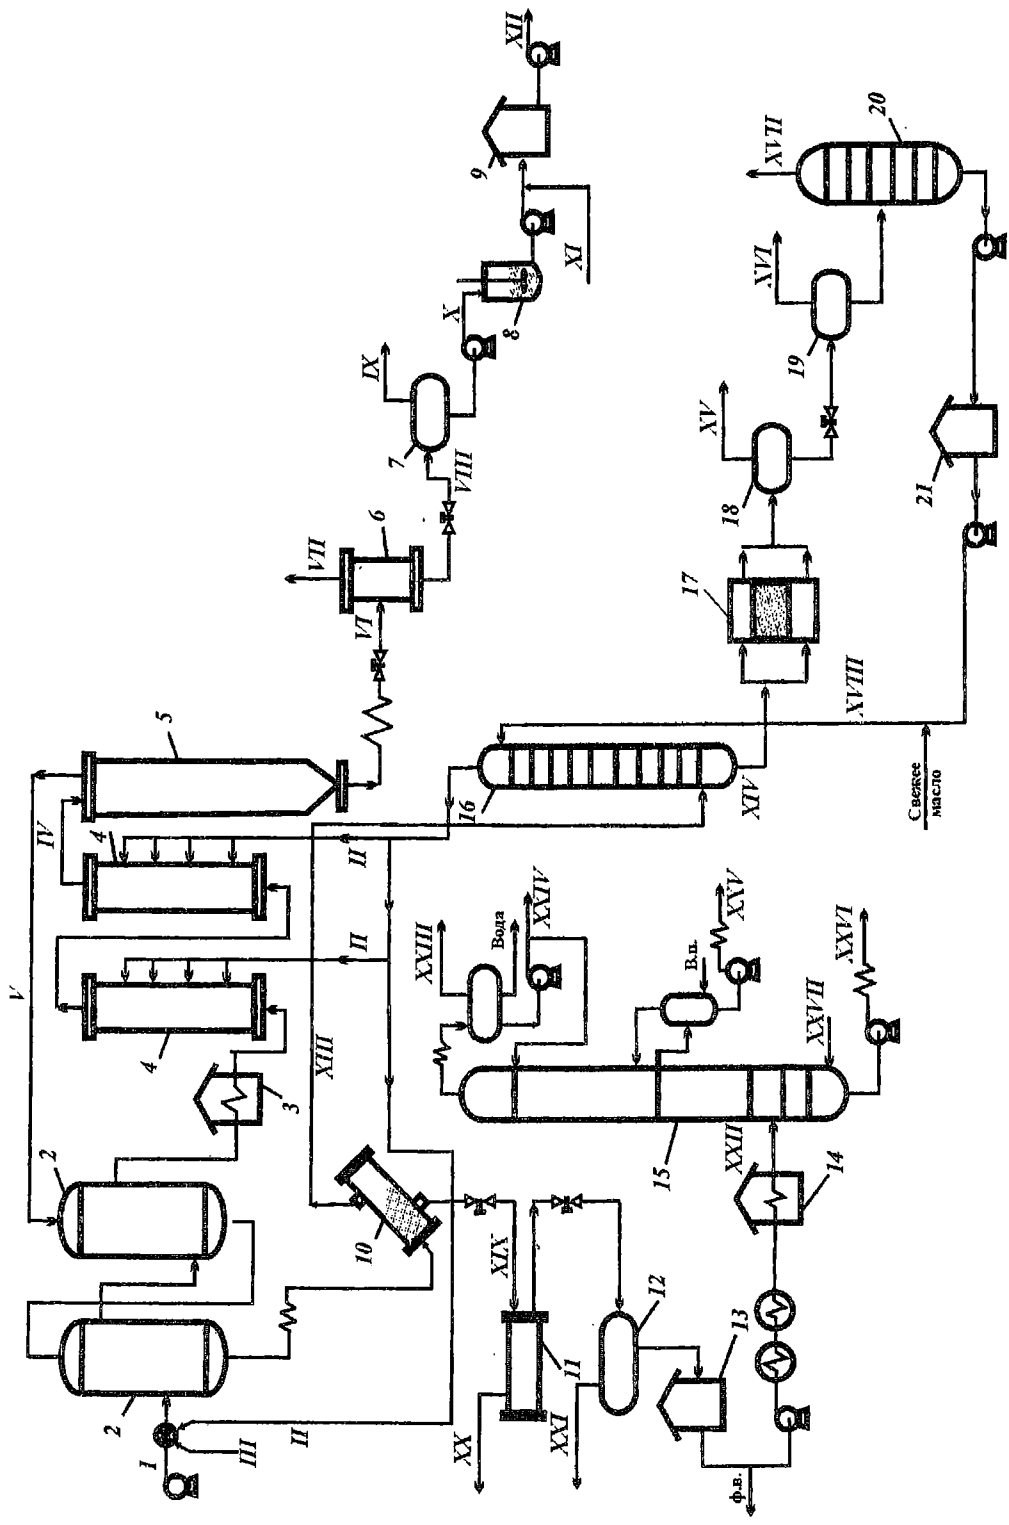 V
IV
2
4
2
1
4
5
III
3
II
VII
XIII
II
II
10
VI
IX
6
7
XXIII
X
XX
VIII
16
9
Вода
XIX
8
XII
XXIV
XXI
11
XI
12
15
17
В.п.
XV
18
XXII
XXV
ф.в.
13
XIV
XVI
XVII
19
XXVII
14
XXVI
XVIII
20
Свежее
масло
21